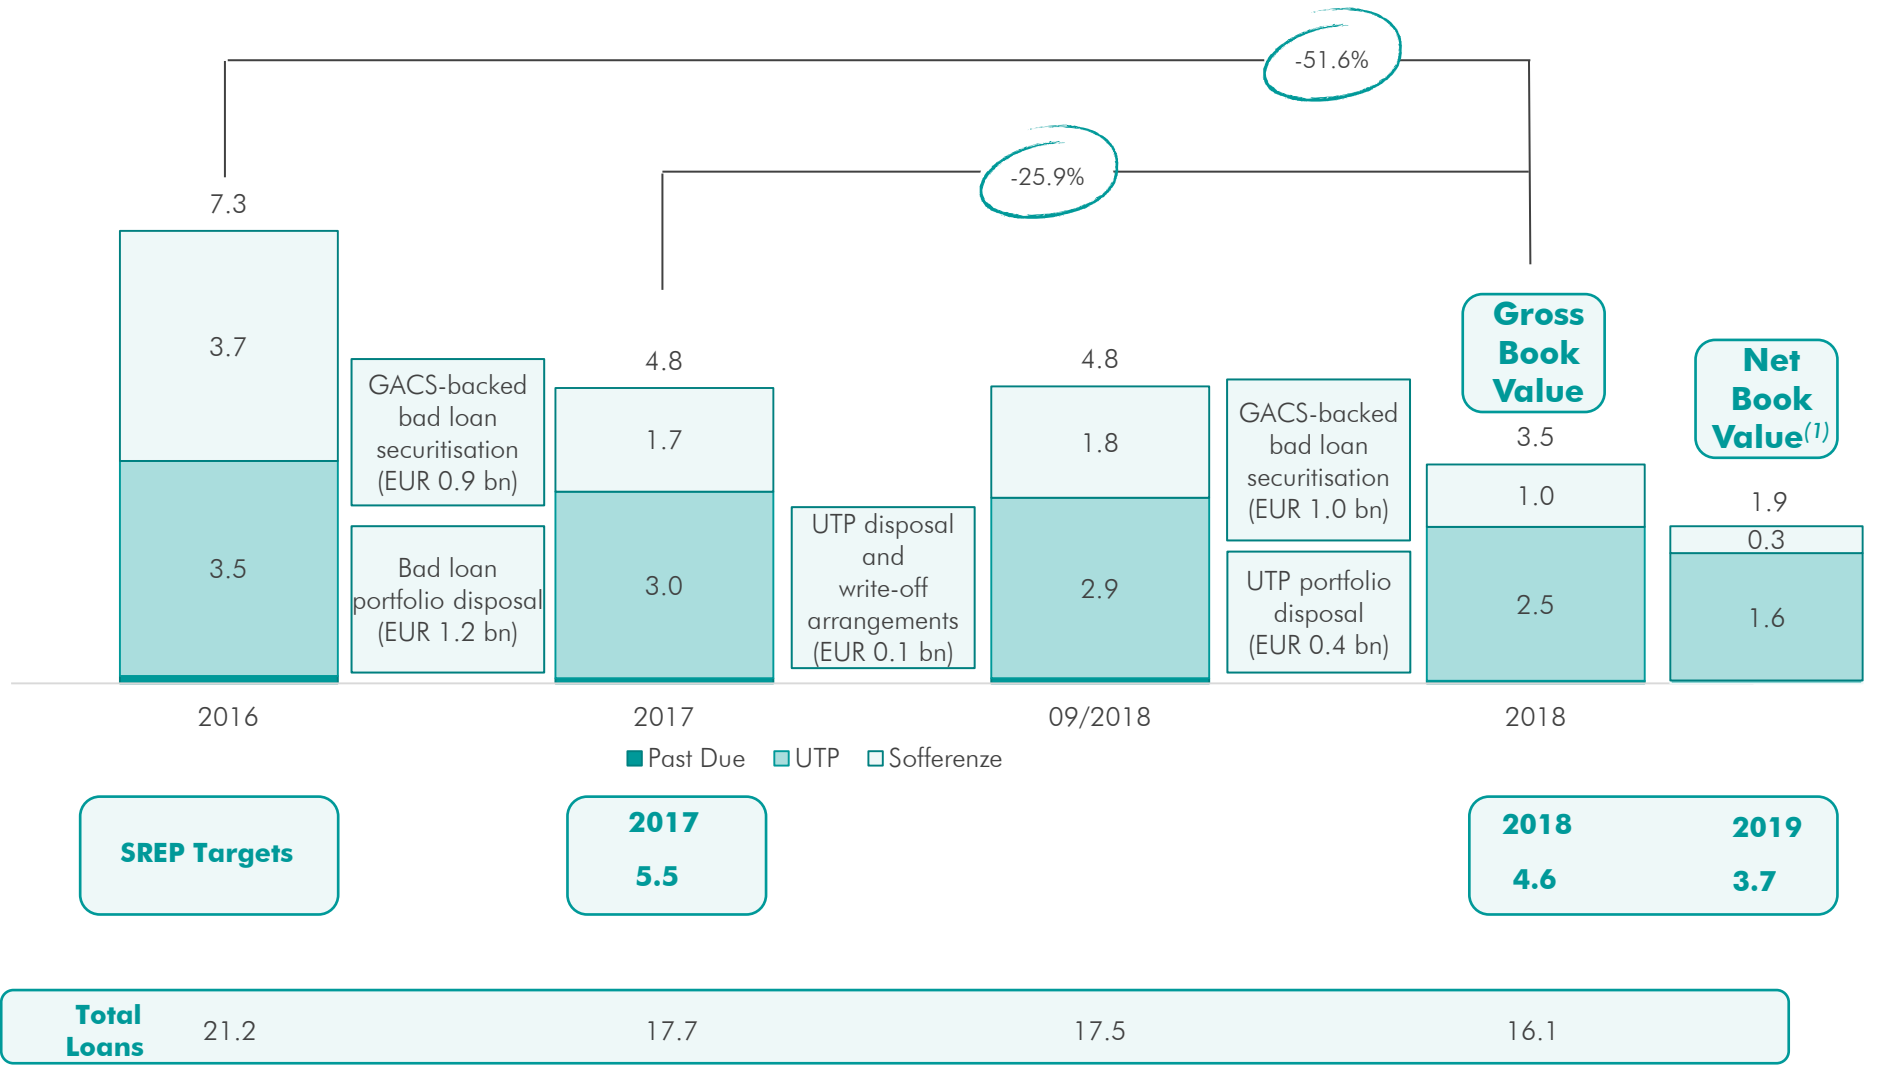 -51.6%
-25.9%
7.3
3.7
3.5
GACS-backed
bad loan
securitisation
(EUR 0.9 bn)
Bad loan
portfolio disposal
(EUR 1.2 bn)
4.8
1.7
3.0
UTP disposal
and
write-off
arrangements
(EUR 0.1 bn)
4.8
1.8
2.9
GACS-backed
bad loan
securitisation
(EUR 1.0 bn)
UTP portfolio
disposal
(EUR 0.4 bn)
Gross
Book
Value
3.5
1.0
2.5
Net
Book
Value(1)
1.9
0.3
1.6
2016
2017
09/2018
2018
Past Due
UTP
Sofferenze
SREP Targets
2017
5.5
2018
4.6
2019
3.7
Total
Loans
21.2
17.7
17.5
16.1